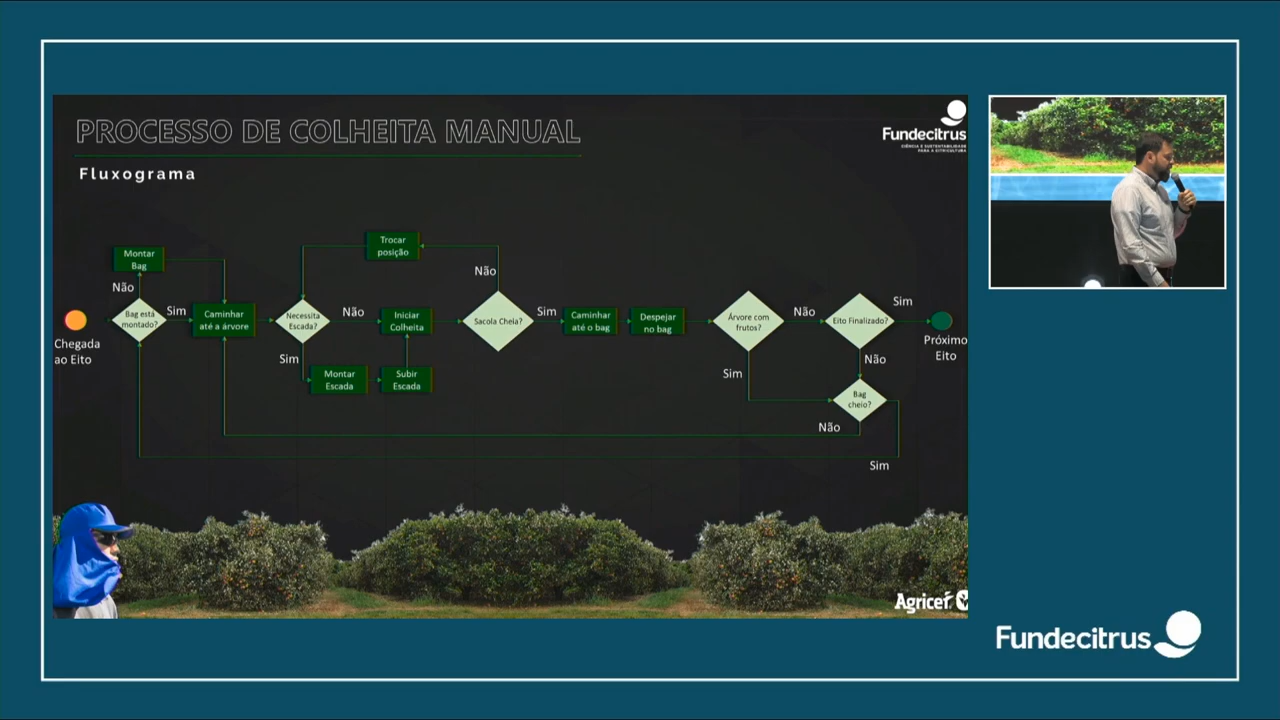 PROCESSO DE COLHEITA MANUAL
Fundecitrus
CIÊNCIA E SUSTENTABILIDADE
PARA A CITRICULTURA
Fluxograma
Montar
Bag
Trocar
posição
Não
Não
Bag está
montado?
Sim
Caminhar
até a árvore
Necessita
Escada?
Não
Iniciar
Colheita
Sacola Cheia?
Sim
Caminhar
até o bag
Despejar
no bag
Árvore com
frutos?
Não
Eito Finalizado?
Sim
Chegada
ao Eito
Próximo
Eito
Sim
Montar
Escada
Subir
Escada
Sim
Não
Bag
cheio?
Não
Sim
Agricef
Fundecitrus